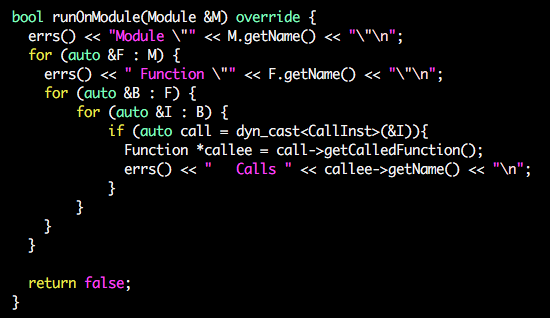 bool runOnModule(Module &M) override {
  errs() << "Module \"" << M.getName() << "\"\n";
  for (auto &F : M) {
    errs() << " Function \"" << F.getName() << "\"\n";
    for (auto &B : F) {
        for (auto &I : B) {
            if (auto call = dyn_cast<CallInst>(&I)){
              Function *callee = call->getCalledFunction();
              errs() << "   Calls " << callee->getName() << "\n";
            }
        }
    }
  }

  return false;
}